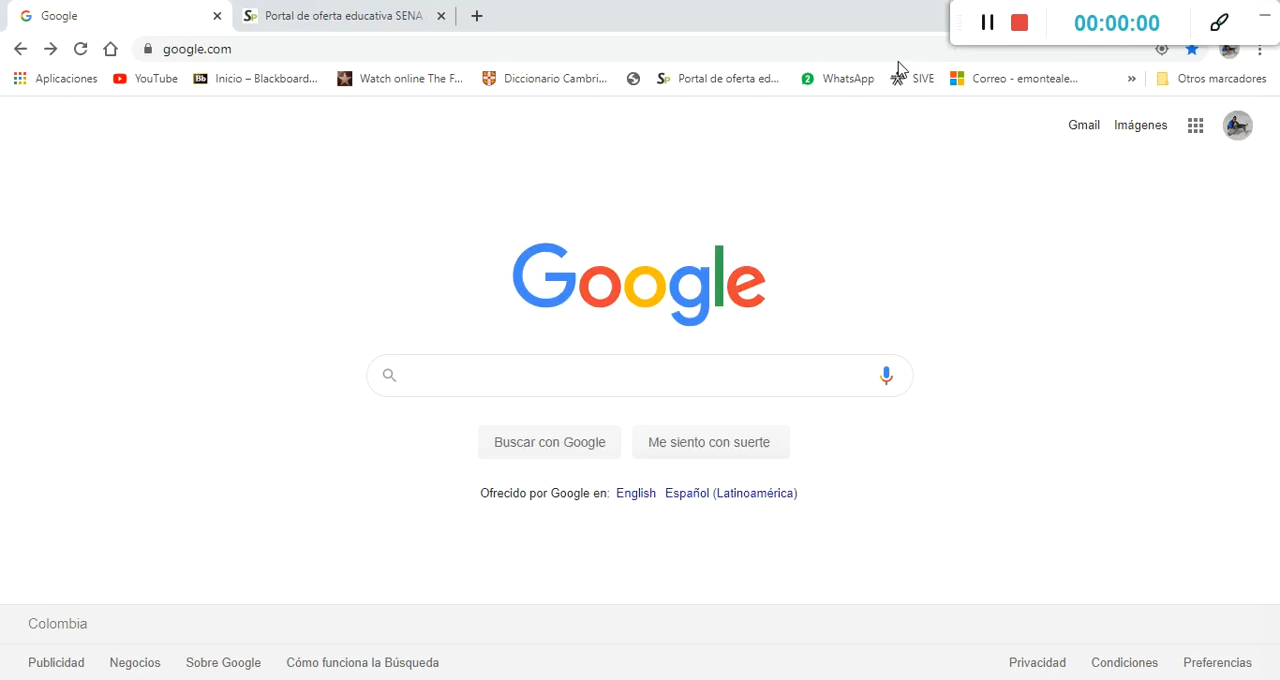 Google
Portal de oferta educativa SENA
00:00:00
google.com
Aplicaciones
YouTube
Bb Inicio – Blackboard...
Watch online The F...
Diccionario Cambri...
Sp Portal de oferta ed...
2 WhatsApp
SIVE
Correo - emonteale...
»
Otros marcadores
Gmail
Imágenes
Google
Buscar con Google
Me siento con suerte
Ofrecido por Google en: English Español (Latinoamérica)
Colombia
Publicidad
Negocios
Sobre Google
Cómo funciona la Búsqueda
Privacidad
Condiciones
Preferencias